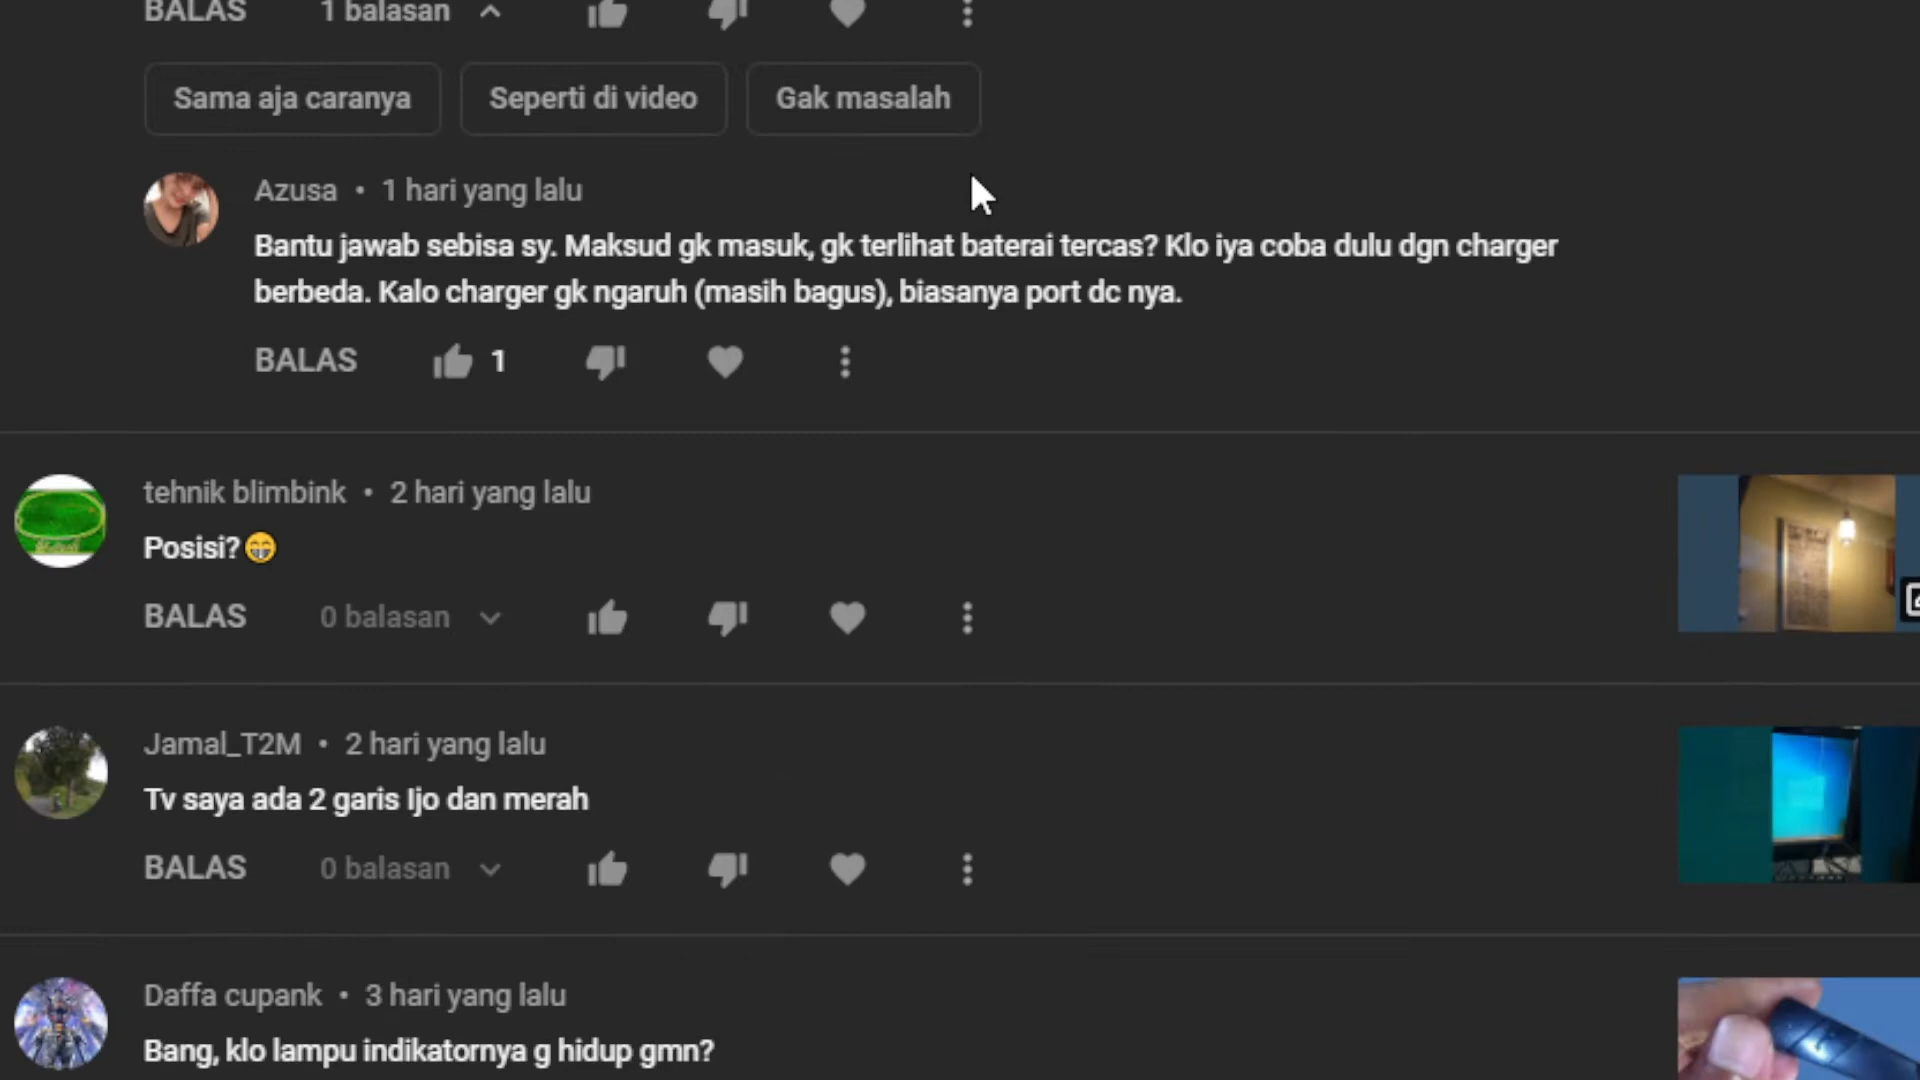 BALAS 1 balasan
Sama aja caranya Seperti di video Gak masalah
Azusa • 1 hari yang lalu
Bantu jawab sebisa sy. Maksud gk masuk, gk terlihat baterai tercas? Klo iya coba dulu dgn charger
berbeda. Kalo charger gk ngaruh (masih bagus), biasanya port dc nya.
BALAS 1
tehnik blimbink • 2 hari yang lalu
Posisi?😁
BALAS 0 balasan
Jamal_T2M • 2 hari yang lalu
Tv saya ada 2 garis Ijo dan merah
BALAS 0 balasan
Daffa cupank • 3 hari yang lalu
Bang, klo lampu indikatornya g hidup gmn?